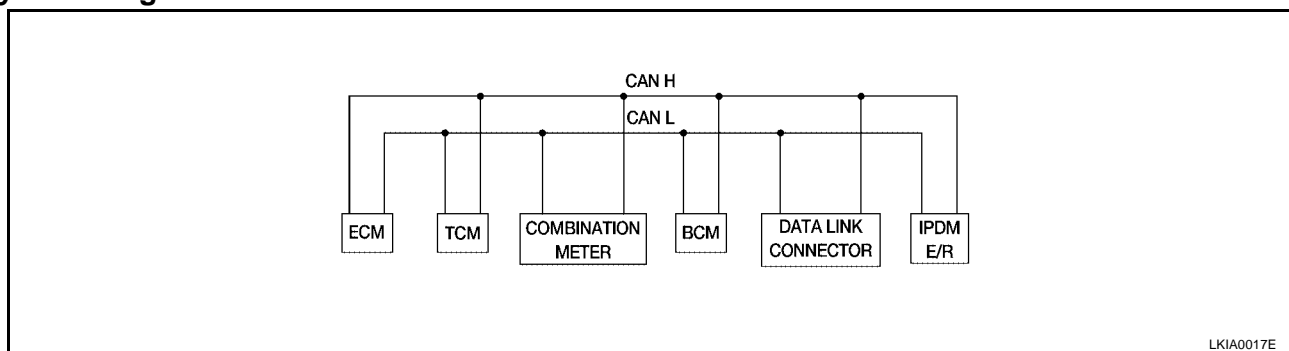 CAN H
CAN L
ECM
TCM
COMBINATION
METER
BCM
DATA LINK
CONNECTOR
IPDM
E/R
LKIA0017E